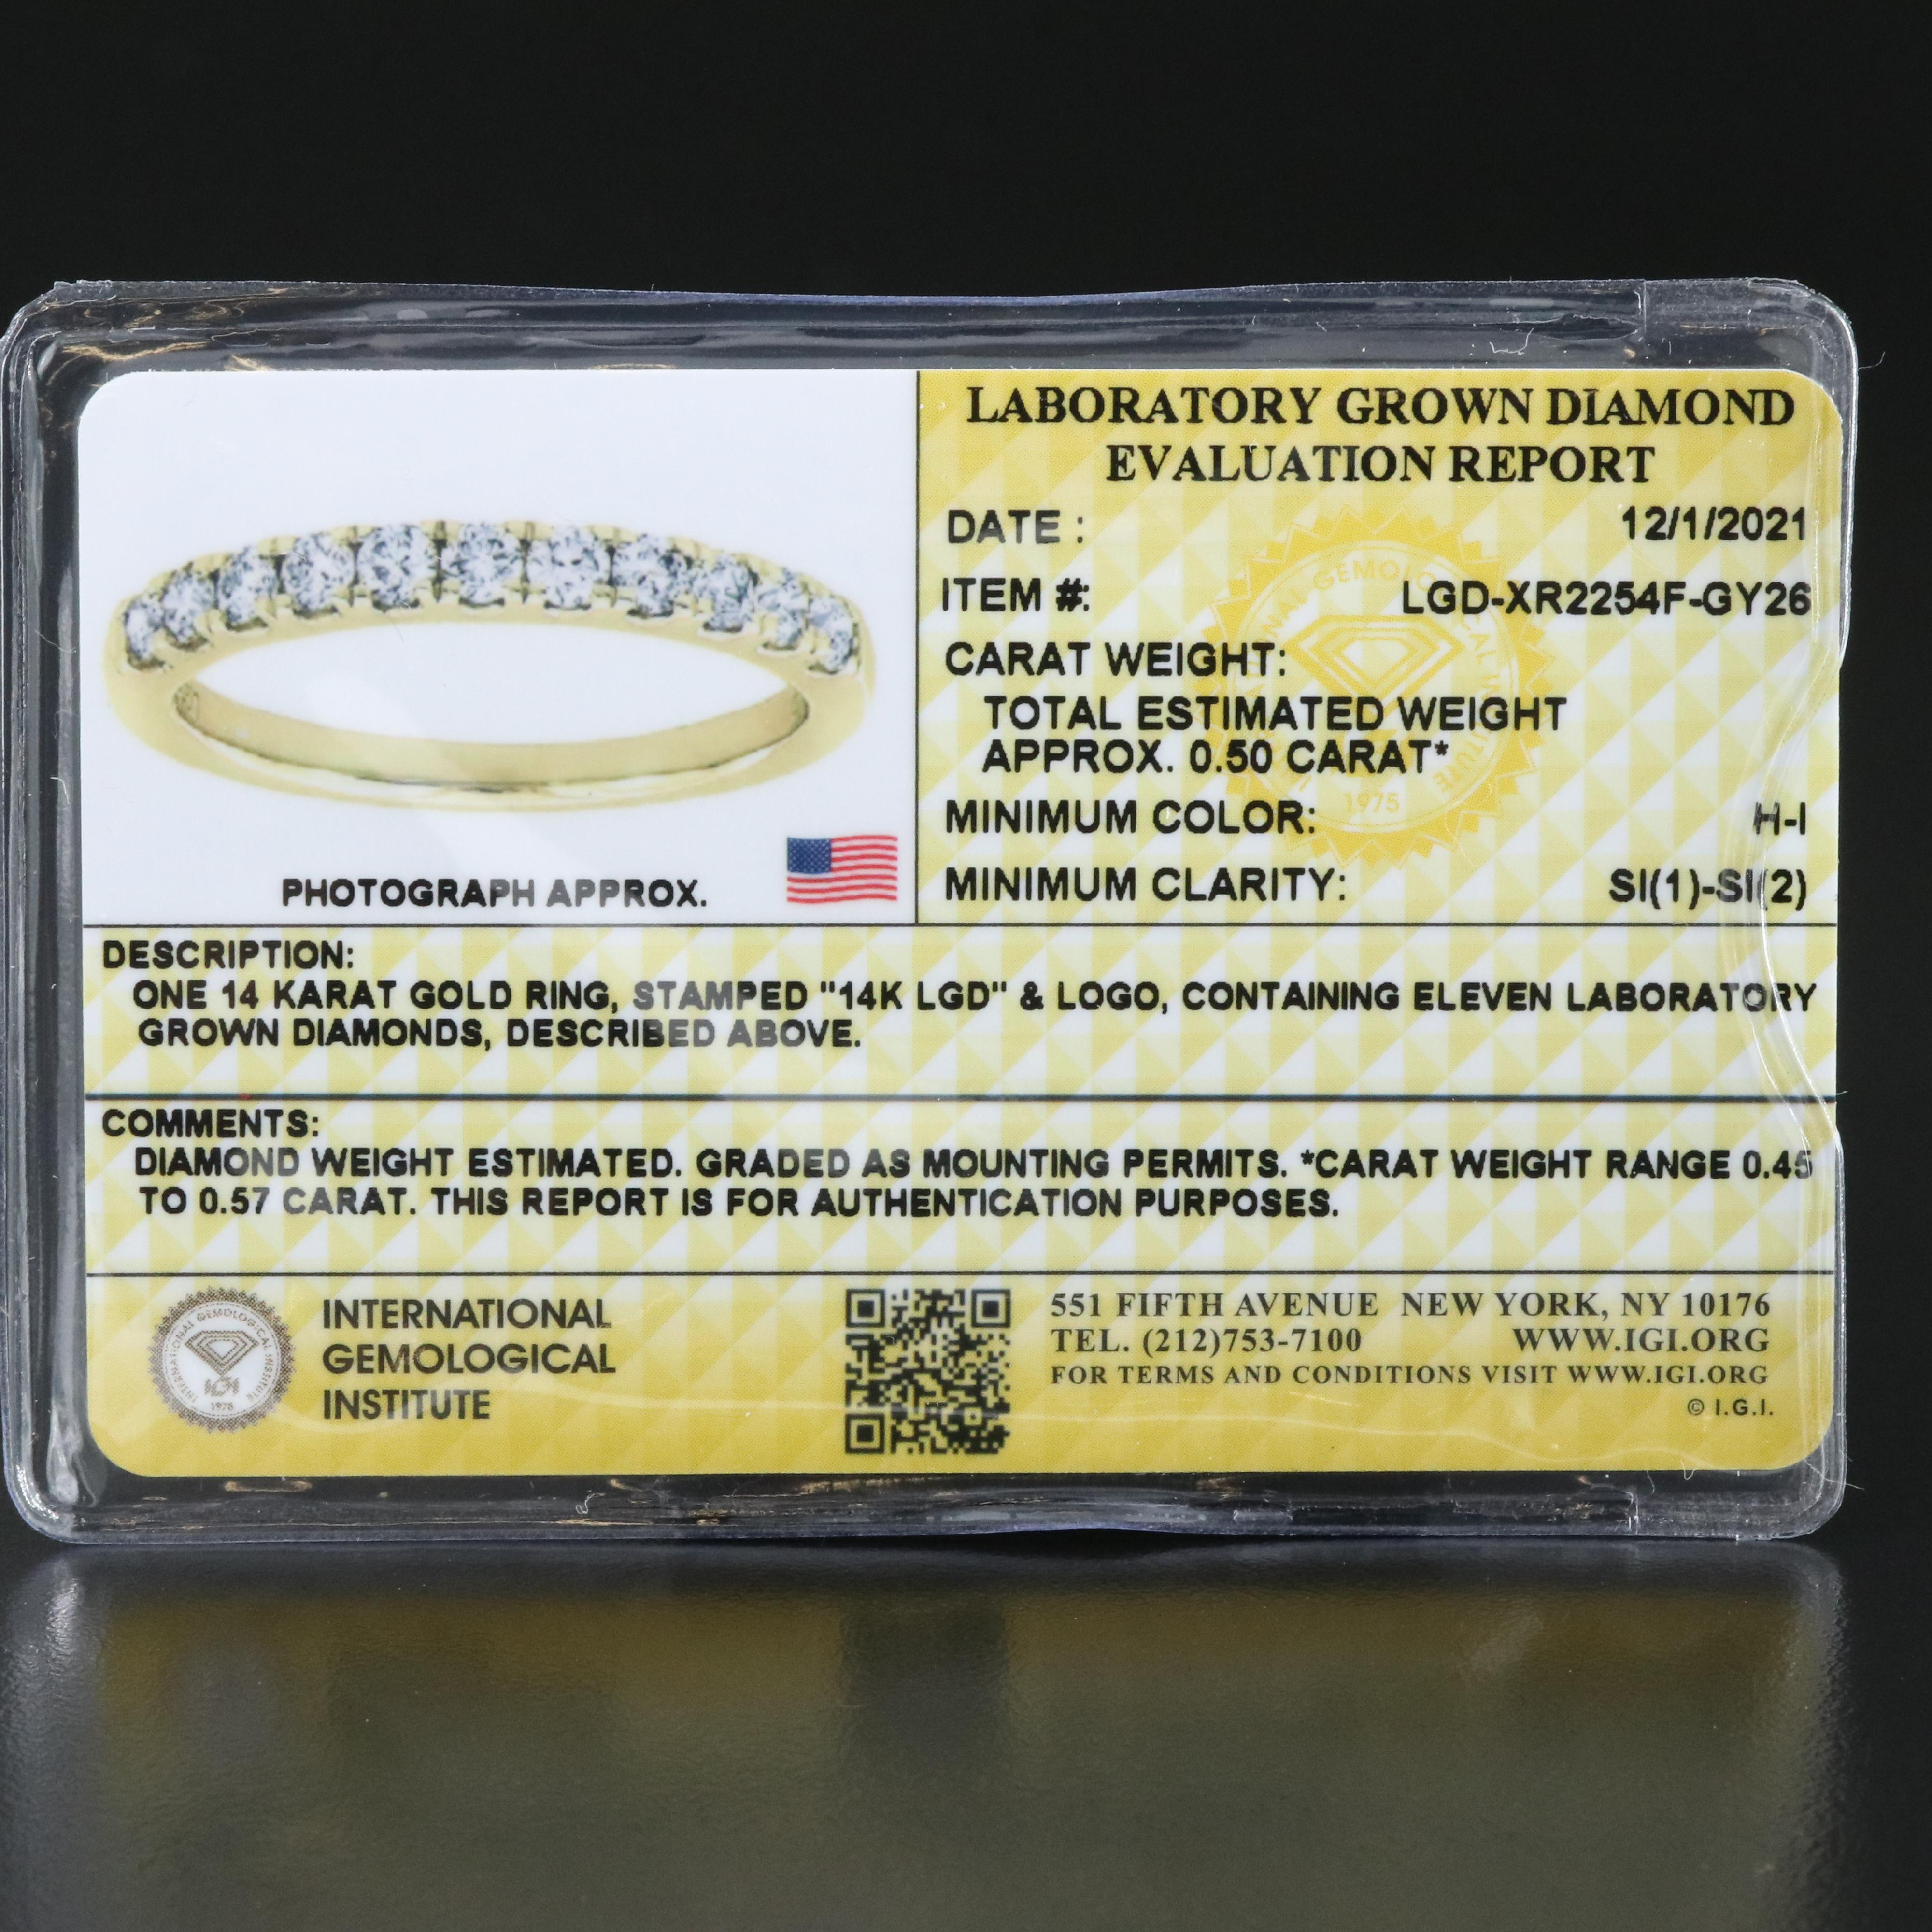 LABORATORY GROWN DIAMOND
EVALUATION REPORT
DATE : 12/1/2021
ITEM #: LGD-XR2254F-GY26
CARAT WEIGHT:
TOTAL ESTIMATED WEIGHT
APPROX. 0.50 CARAT*
MINIMUM COLOR: H-I
MINIMUM CLARITY: SI(1)-SI(2)
1975
PHOTOGRAPH APPROX.
DESCRIPTION:
ONE 14 KARAT GOLD RING, STAMPED "14K LGD" & LOGO, CONTAINING ELEVEN LABORATORY
GROWN DIAMONDS, DESCRIBED ABOVE.
COMMENTS:
DIAMOND WEIGHT ESTIMATED. GRADED AS MOUNTING PERMITS. *CARAT WEIGHT RANGE 0.45
TO 0.57 CARAT. THIS REPORT IS FOR AUTHENTICATION PURPOSES.
INTERNATIONAL GEMOLOGICAL INSTITUTE
IGI
INTERNATIONAL
GEMOLOGICAL
INSTITUTE
551 FIFTH AVENUE NEW YORK, NY 10176
TEL. (212)753-7100 WWW.IGI.ORG
FOR TERMS AND CONDITIONS VISIT WWW.IGI.ORG
© I.G.I.